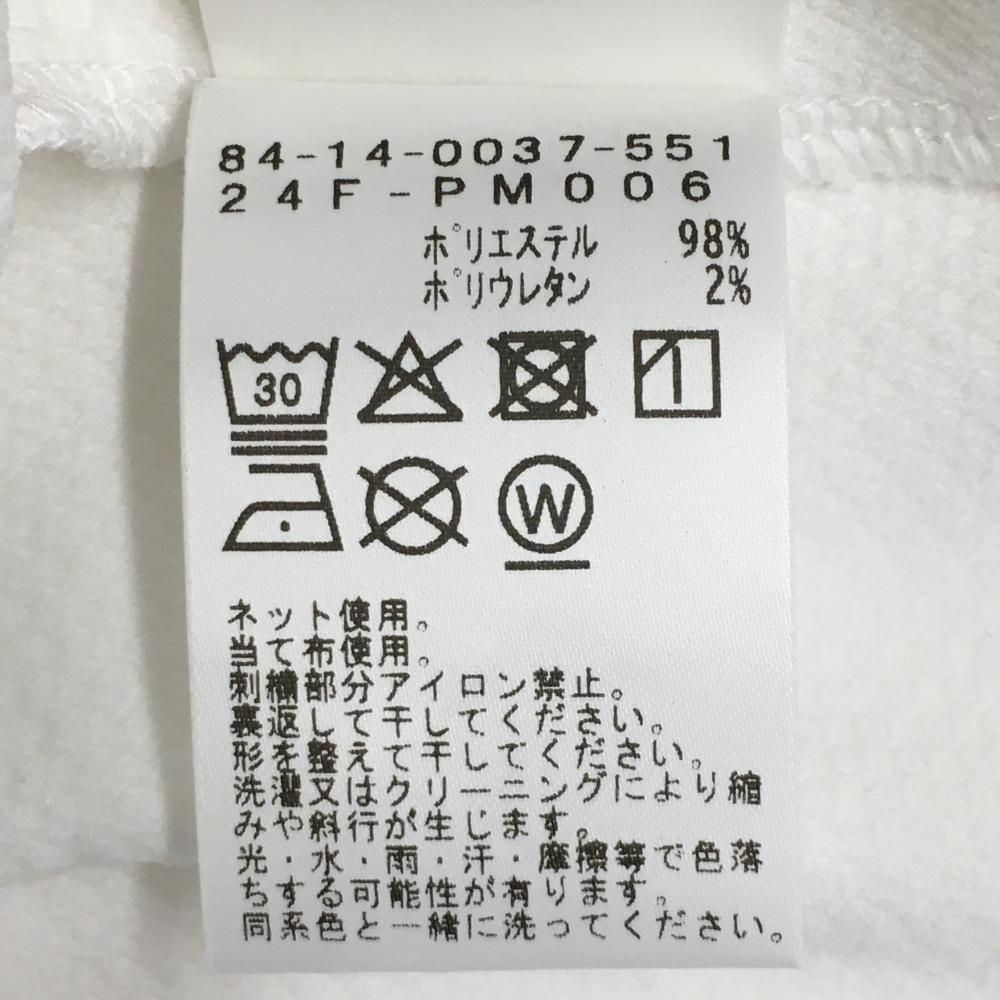 84-14-0037-551
24F-PM006
ポリエステル 98%
ポリウレタン 2%
30
W
ネット使用。
当て布使用。
刺繍部分アイロン禁止。
裏返して干してください。
形を整えて干してください。
洗濯又はクリーニングにより縮
みや斜行が生じます。
光・水・雨・汗・摩擦等で色落
ちする可能性が有ります。
同系色と一緒に洗ってください。